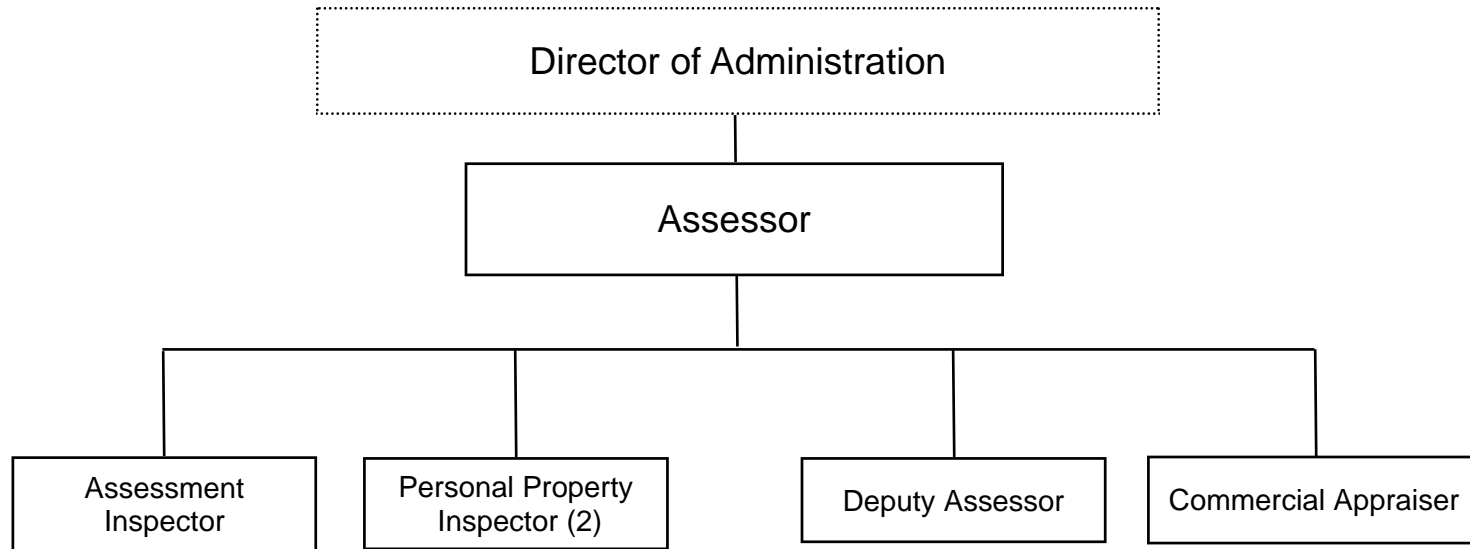 Director of Administration
Assessor
Assessment
Inspector
Personal Property
Inspector (2)
Deputy Assessor
Commercial Appraiser